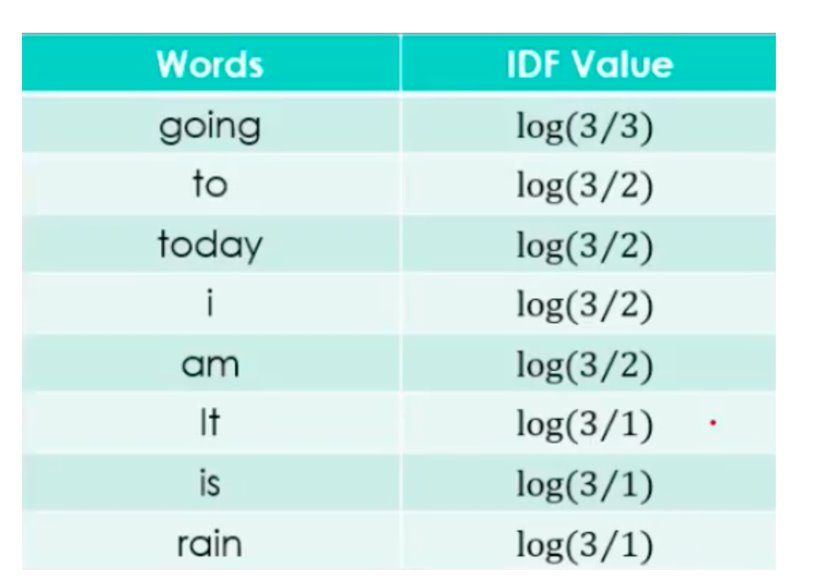 Words IDF Value
going log(3/3)
to log(3/2)
today log(3/2)
i log(3/2)
am log(3/2)
It log(3/1)
is log(3/1)
rain log(3/1)